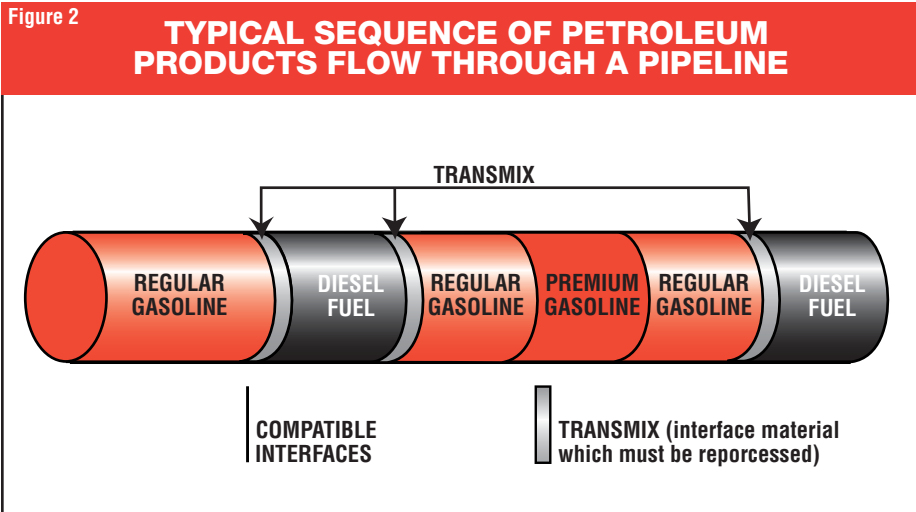 Figure 2
TYPICAL SEQUENCE OF PETROLEUM
PRODUCTS FLOW THROUGH A PIPELINE
TRANSMIX
REGULAR
GASOLINE
DIESEL
FUEL
REGULAR
GASOLINE
PREMIUM
GASOLINE
REGULAR
GASOLINE
DIESEL
FUEL
COMPATIBLE
INTERFACES
TRANSMIX (interface material
which must be reporcessed)